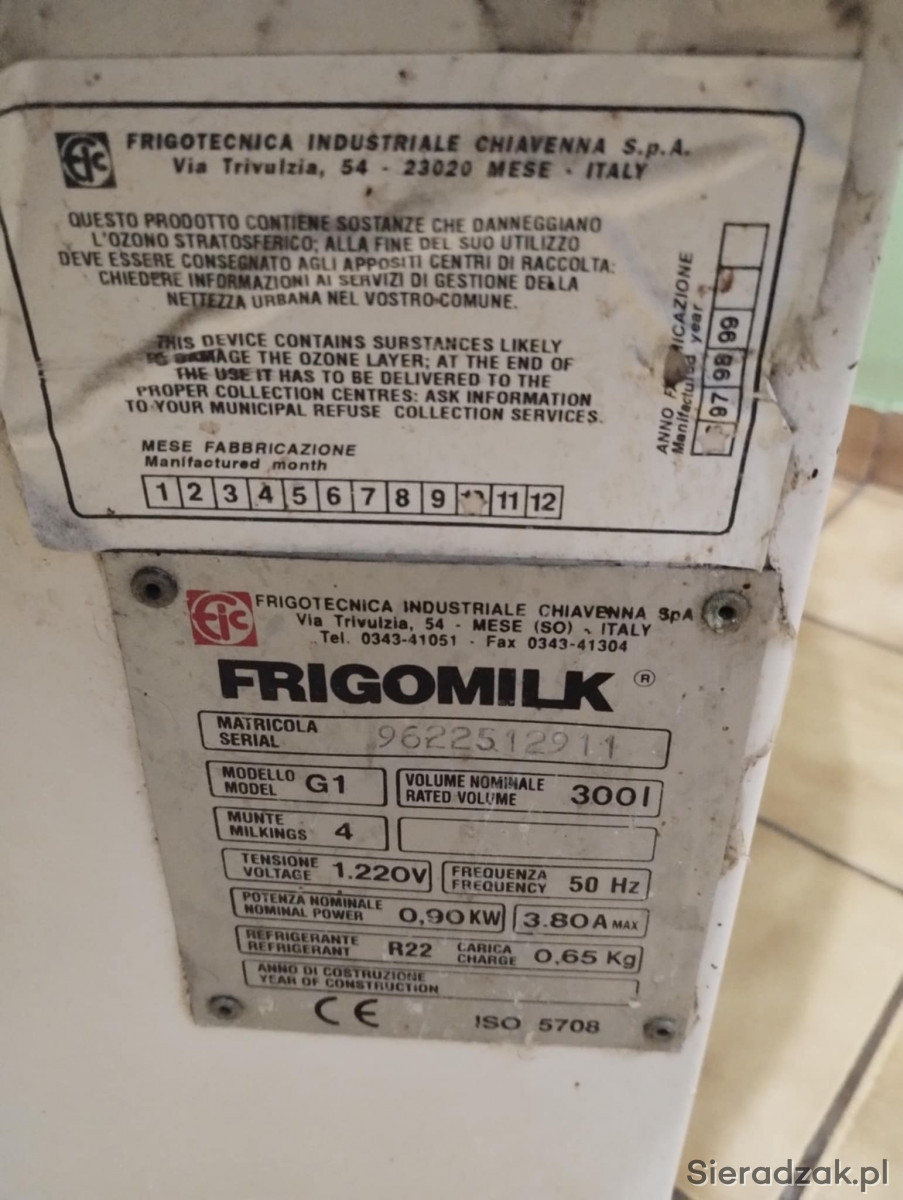 FRIGOTECNICA INDUSTRIALE CHIAVENNA S.p.A.
Via Trivulzia, 54 - 23020 MESE - ITALY
QUESTO PRODOTTO CONTIENE SOSTANZE CHE DANNEGGIANO
L'OZONO STRATOSFERICO; ALLA FINE DEL SUO UTILIZZO
DEVE ESSERE CONSEGNATO AGLI APPOSITI CENTRI DI RACCOLTA:
CHIEDERE INFORMAZIONI AI SERVIZI DI GESTIONE DELLA
NETTEZZA URBANA NEL VOSTRO COMUNE.
THIS DEVICE CONTAINS SUBSTANCES LIKELY
TO DAMAGE THE OZONE LAYER; AT THE END OF
THE USE IT HAS TO BE DELIVERED TO THE
PROPER COLLECTION CENTRES: ASK INFORMATION
TO YOUR MUNICIPAL REFUSE COLLECTION SERVICES.
MESE FABBRICAZIONE
Manifactured month
1 2 3 4 5 6 7 8 9 11 12
ANNO
Manifactured year
97 98 99
Fic
FRIGOTECNICA INDUSTRIALE CHIAVENNA SpA
Via Trivulzia, 54 - MESE (SO) - ITALY
Tel. 0343-41051 - Fax 0343-41304
FRIGOMILK ®
MATRICOLA
SERIAL 9622512911
MODELLO
MODEL G1
VOLUME NOMINALE
RATED VOLUME 300l
MUNTE
MILKINGS 4
TENSIONE
VOLTAGE 1.220V
FREQUENZA
FREQUENCY 50 Hz
POTENZA NOMINALE
NOMINAL POWER 0,90 KW
3.80 A MAX
REFRIGERANTE
REFRIGERANT R22
CARICA
CHARGE 0,65 Kg
ANNO DI COSTRUZIONE
YEAR OF CONSTRUCTION
CE
ISO 5708
Sieradzak.pl